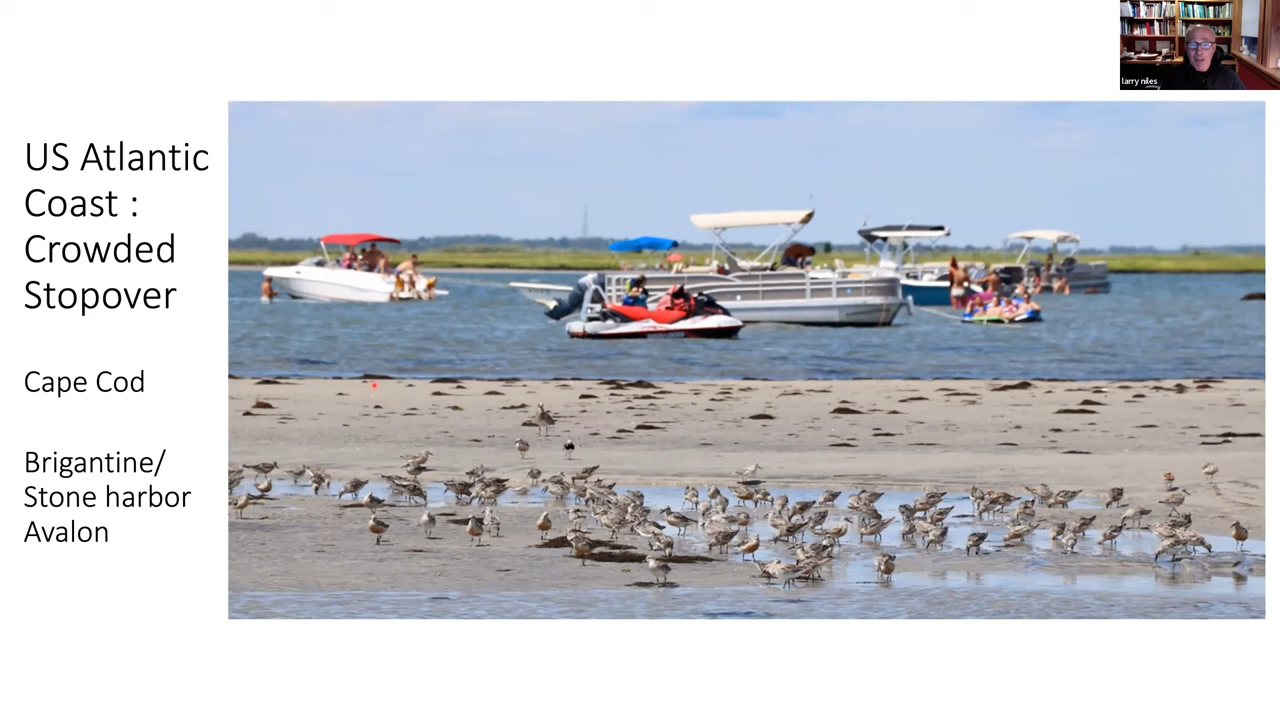 larry niles
US Atlantic
Coast :
Crowded
Stopover
Cape Cod
Brigantine/
Stone harbor
Avalon